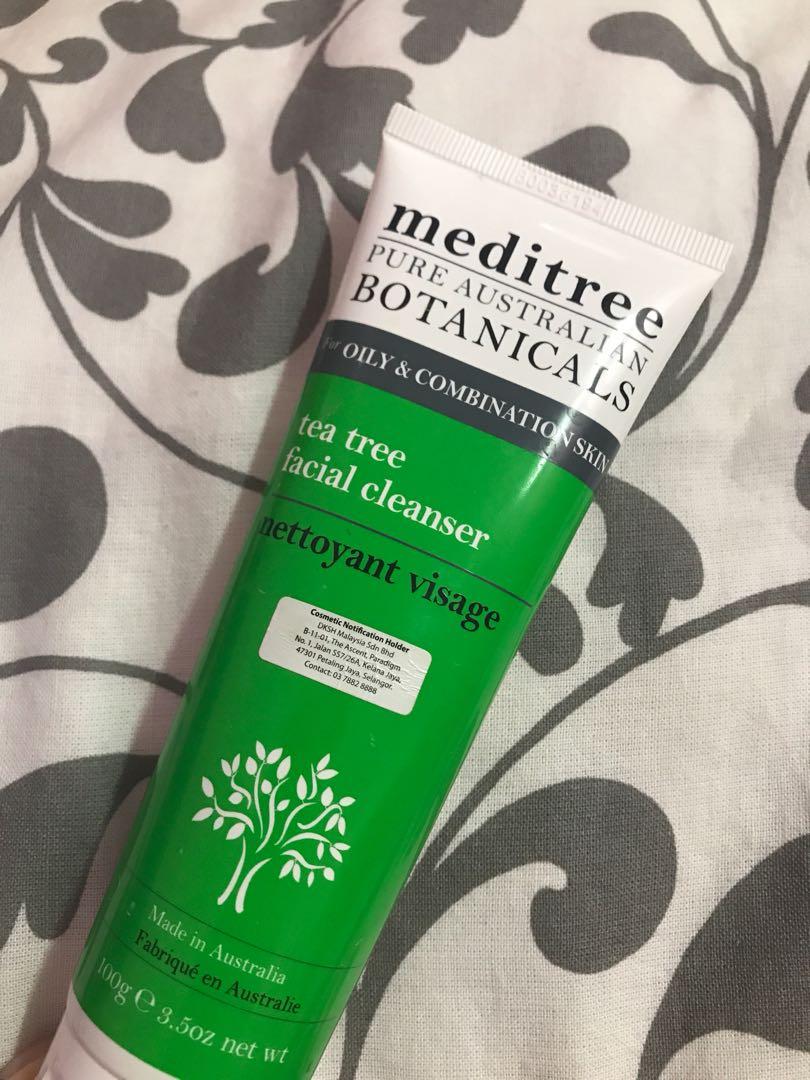 meditree
PURE AUSTRALIAN
BOTANICALS
For OILY & COMBINATION SKIN
tea tree
facial cleanser
nettoyant visage
Cosmetic Notification Holder
DKSH Malaysia Sdn Bhd
B-11-01, The Ascent, Paradigm
No. 1, Jalan SS7/26A, Kelana Jaya,
47301 Petaling Jaya, Selangor.
Contact: 03 7882 8888
Made in Australia
Fabriqué en Australie
100g e 3.5oz net wt